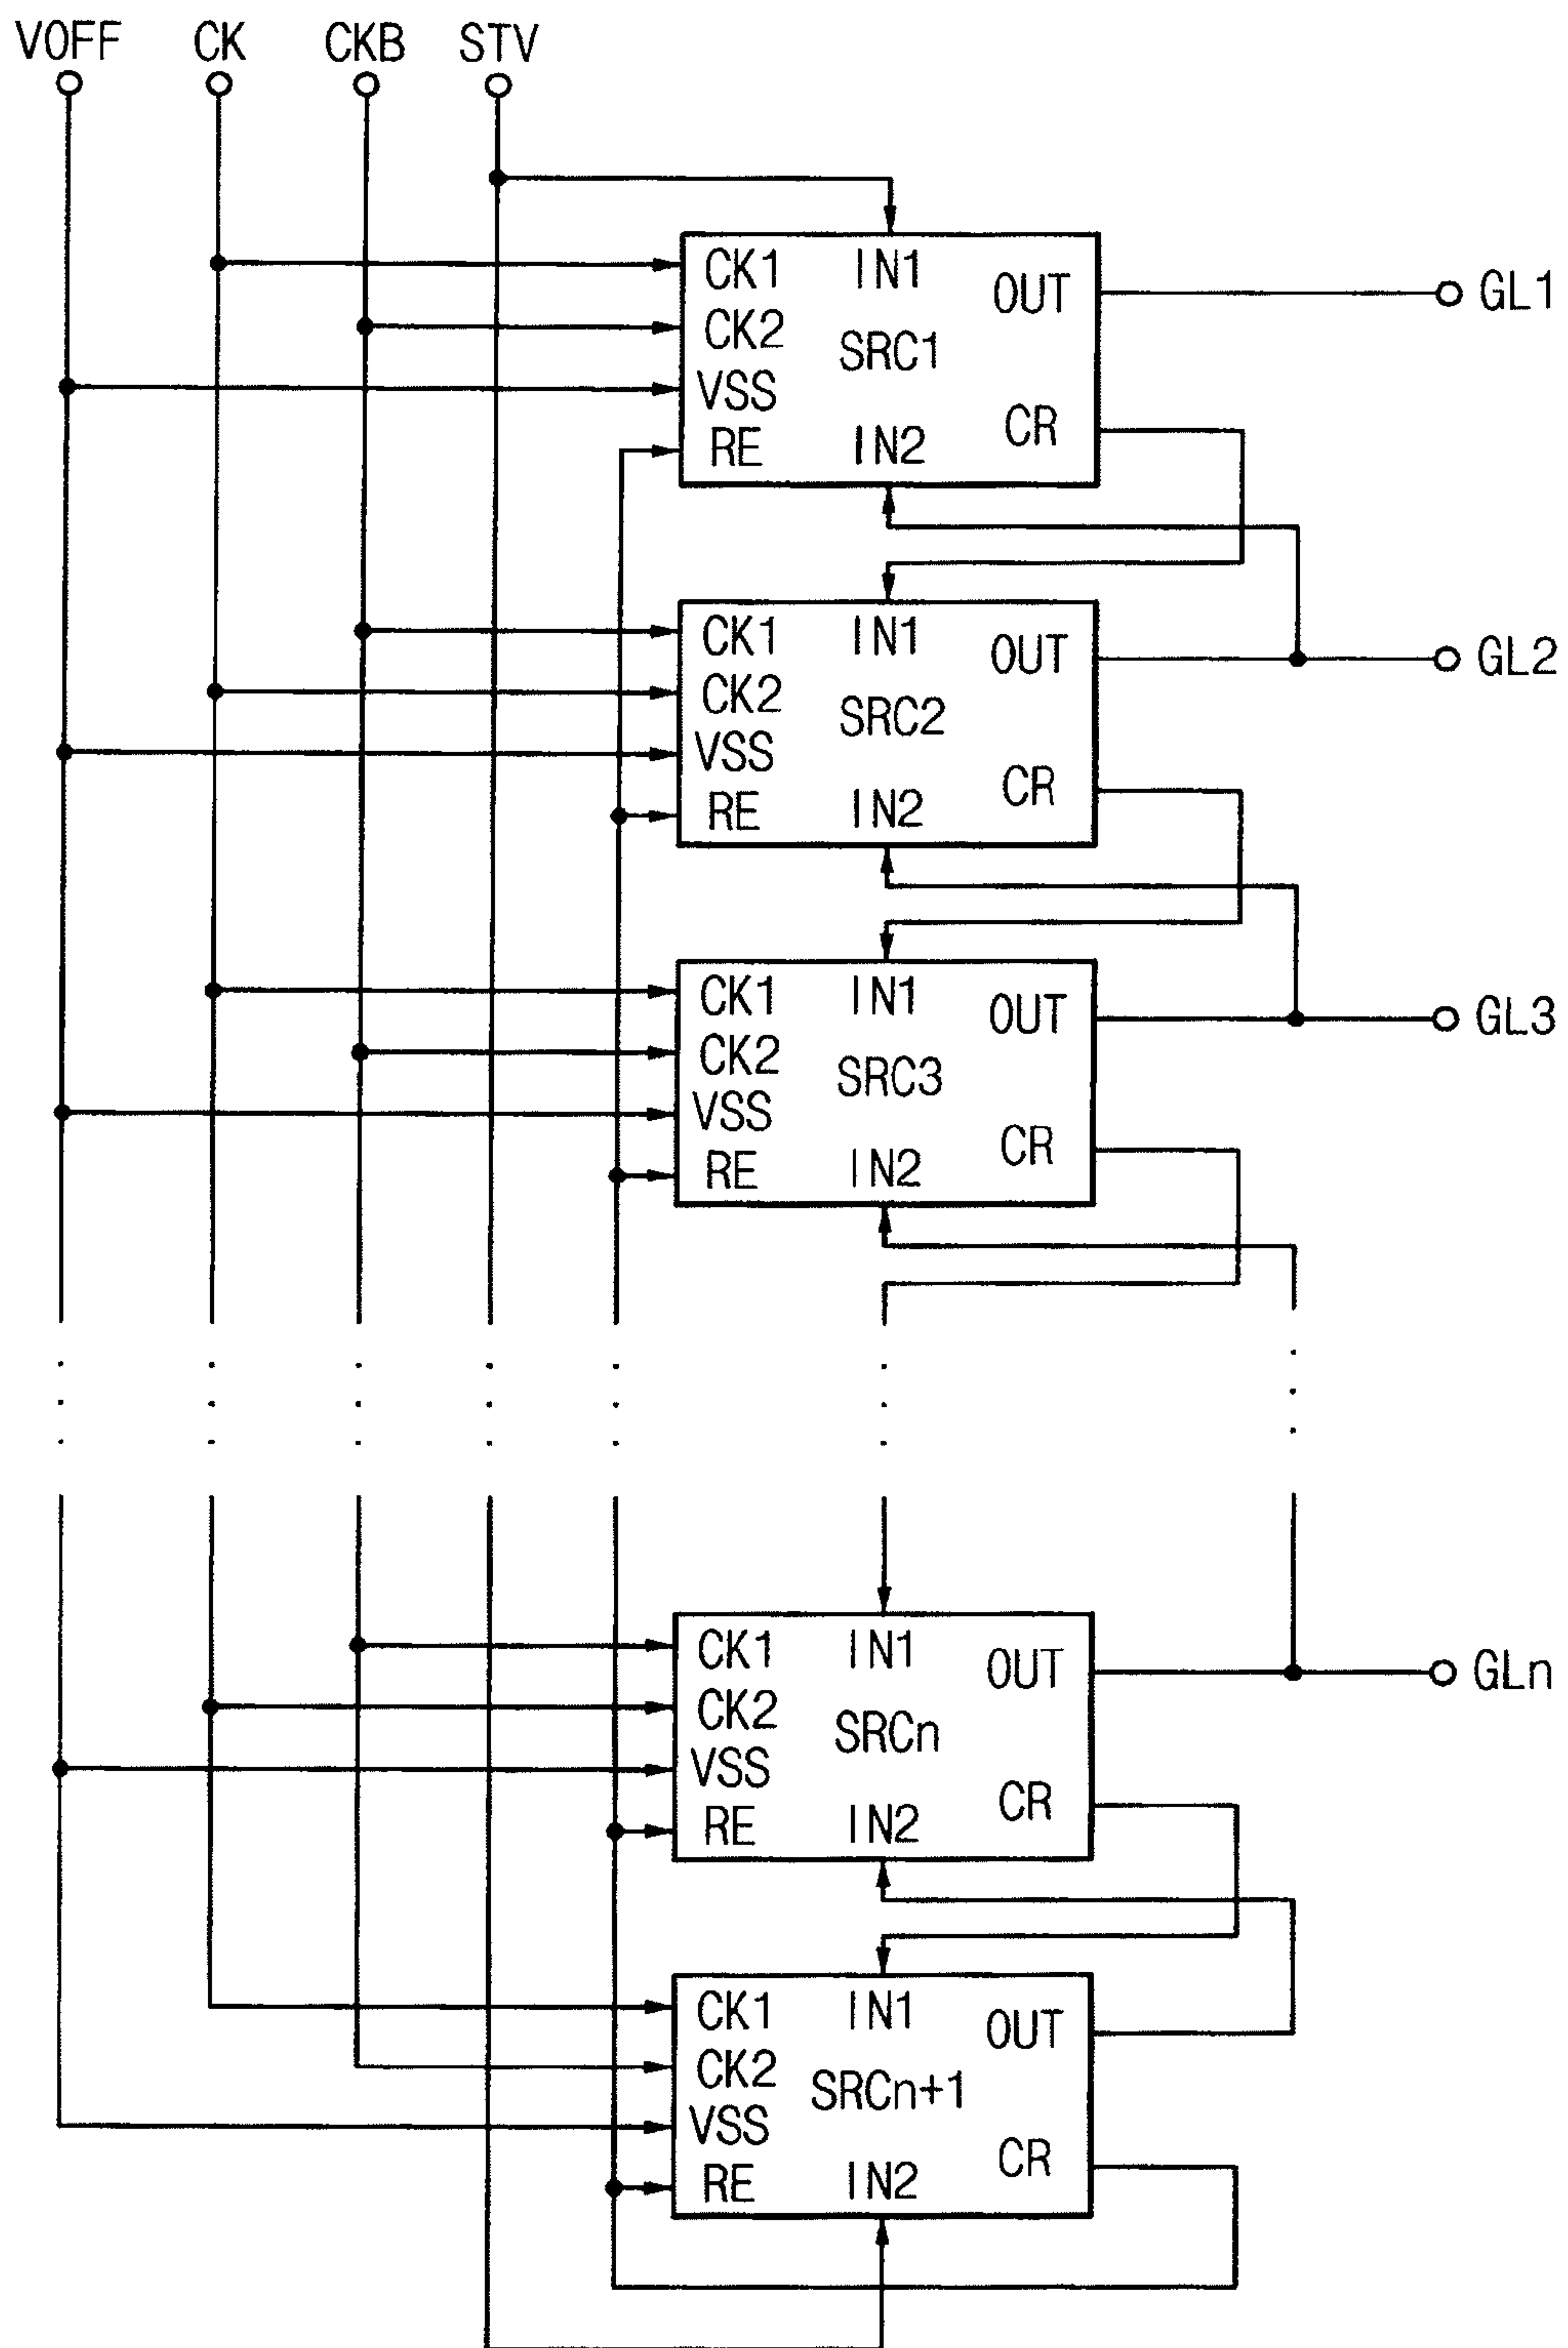 VOFF CK CKB STV
CK1 IN1 OUT GL1
CK2 SRC1
VSS
RE IN2 CR
CK1 IN1 OUT GL2
CK2 SRC2
VSS
RE IN2 CR
CK1 IN1 OUT GL3
CK2 SRC3
VSS
RE IN2 CR
CK1 IN1 OUT GLn
CK2 SRCn
VSS
RE IN2 CR
CK1 IN1 OUT
CK2 SRCn+1
VSS
RE IN2 CR